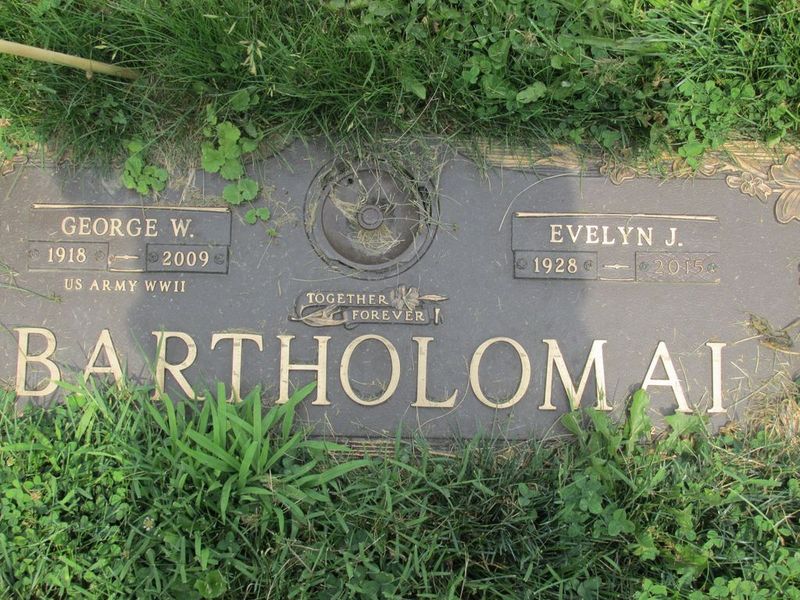 GEORGE W.
1918 - 2009
US ARMY WWII
EVELYN J.
1928 - 2015
TOGETHER
FOREVER
BARTHOLOMAI